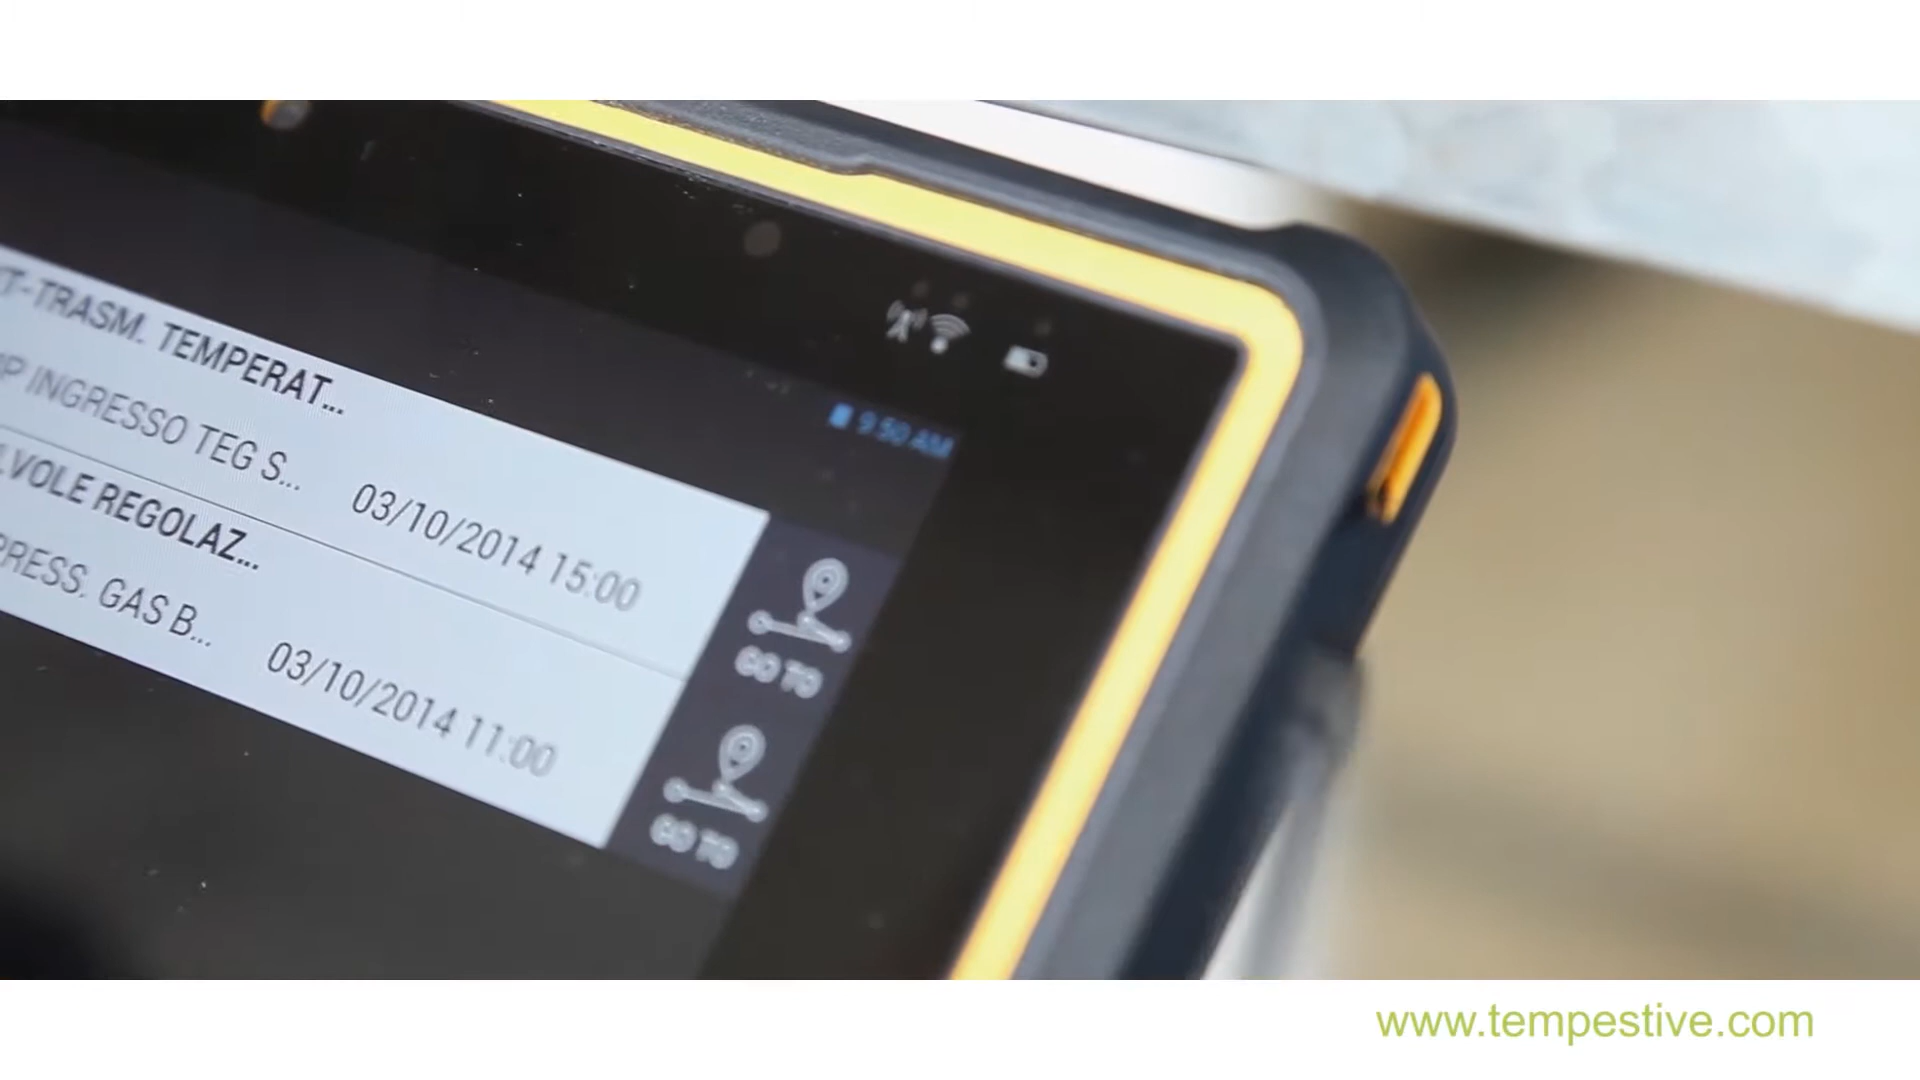 9:50 AM
T-TRASM. TEMPERAT...
OP INGRESSO TEG S...
03/10/2014 15:00
GO TO
LVOLE REGOLAZ...
PRESS. GAS B...
03/10/2014 11:00
GO TO
www.tempestive.com